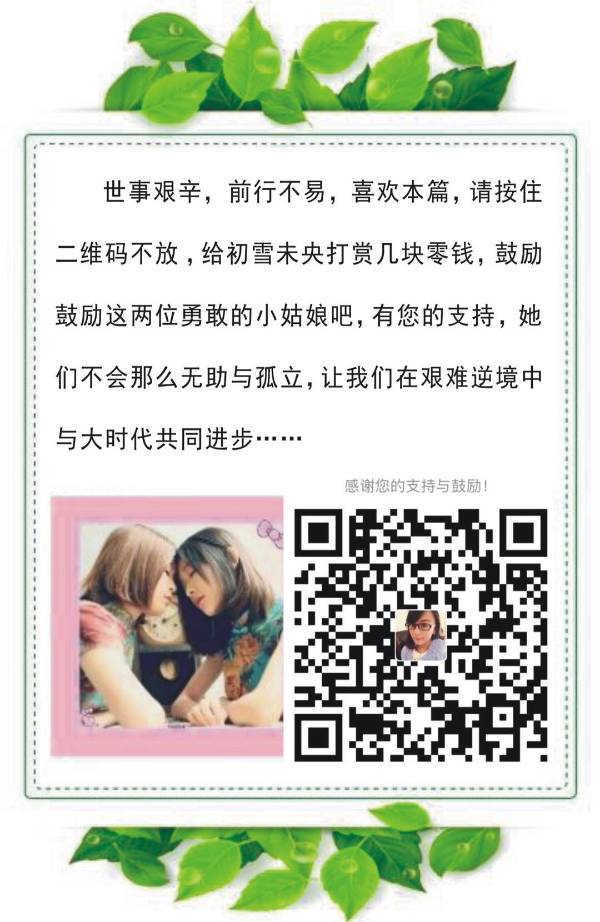 世事艰辛，前行不易，喜欢本篇，请按住
二维码不放，给初雪未央打赏几块零钱，鼓励
鼓励这两位勇敢的小姑娘吧，有您的支持，她
们不会那么无助与孤立，让我们在艰难逆境中
与大时代共同进步……
感谢您的支持与鼓励！